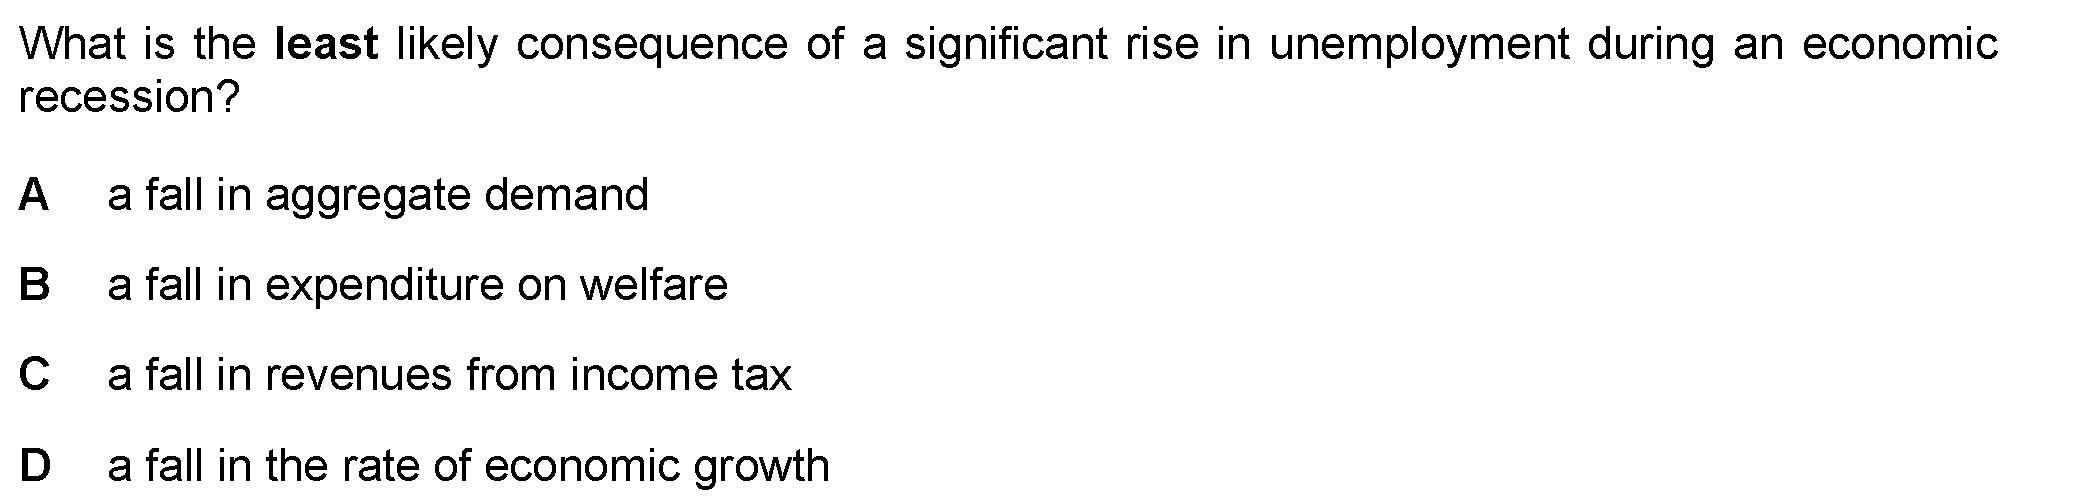 What is the least likely consequence of a significant rise in unemployment during an economic
recession?
A a fall in aggregate demand
B a fall in expenditure on welfare
C a fall in revenues from income tax
D a fall in the rate of economic growth